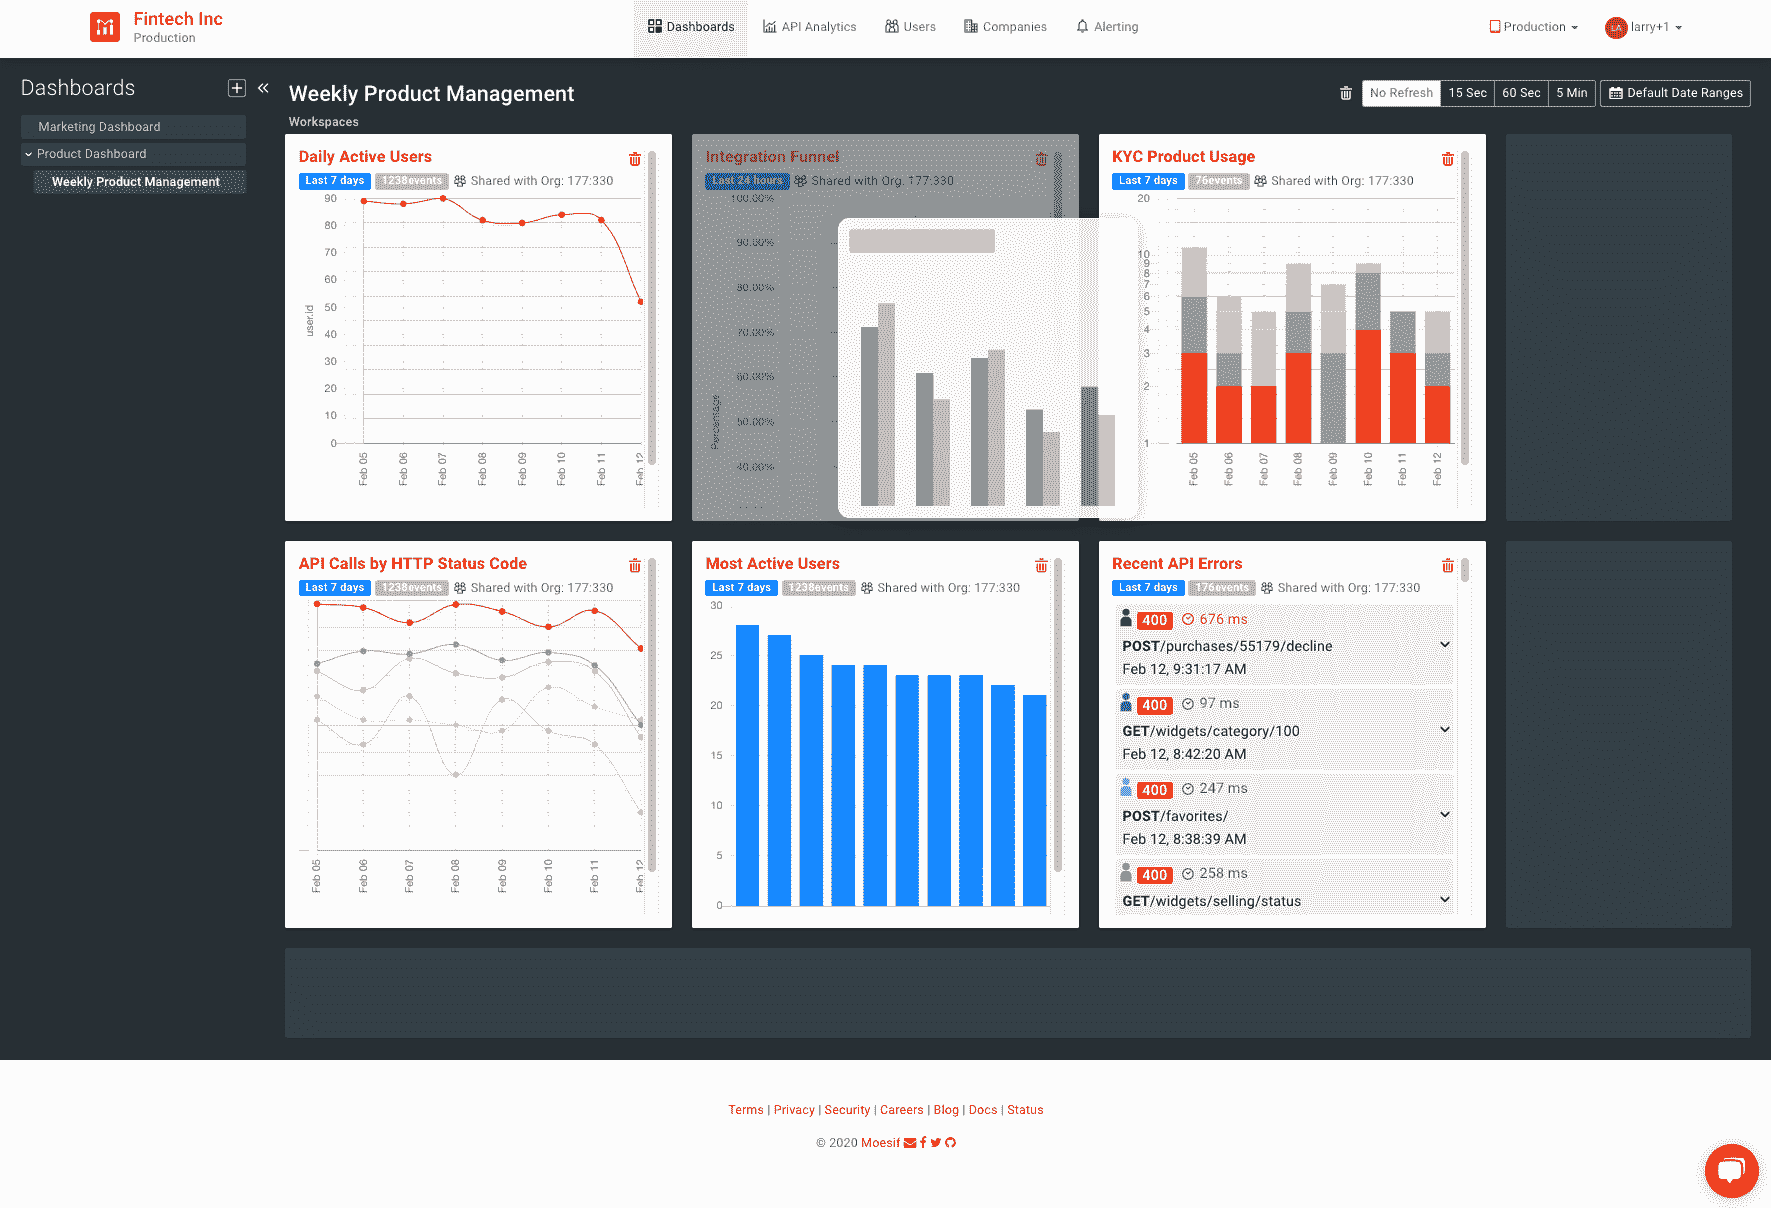 Fintech Inc
Production
Dashboards
API Analytics
Users
Companies
Alerting
Production
LA
larry+1
Dashboards
Marketing Dashboard
Product Dashboard
Weekly Product Management
Weekly Product Management
No Refresh
15 Sec
60 Sec
5 Min
Default Date Ranges
Workspaces
Daily Active Users
Last 7 days 1238events Shared with Org: 177:330
90
80
70
60
50
40
30
20
10
0
user.id
Feb 05 Feb 06 Feb 07 Feb 08 Feb 09 Feb 10 Feb 11 Feb 12
Integration Funnel
Last 24 hours Shared with Org: 177:330
100.00%
90.00%
80.00%
70.00%
60.00%
50.00%
40.00%
Percentage
KYC Product Usage
Last 7 days 76events Shared with Org: 177:330
20
10
9
8
7
6
5
4
3
2
1
Feb 05 Feb 06 Feb 07 Feb 08 Feb 09 Feb 10 Feb 11 Feb 12
API Calls by HTTP Status Code
Last 7 days 1238events Shared with Org: 177:330
Feb 05 Feb 06 Feb 07 Feb 08 Feb 09 Feb 10 Feb 11 Feb 12
Most Active Users
Last 7 days 1238events Shared with Org: 177:330
30
25
20
15
10
5
0
Recent API Errors
Last 7 days 176events Shared with Org: 177:330
400 676 ms
POST/purchases/55179/decline
Feb 12, 9:31:17 AM
400 97 ms
GET/widgets/category/100
Feb 12, 8:42:20 AM
400 247 ms
POST/favorites/
Feb 12, 8:38:39 AM
400 258 ms
GET/widgets/selling/status
Terms | Privacy | Security | Careers | Blog | Docs | Status
© 2020 Moesif